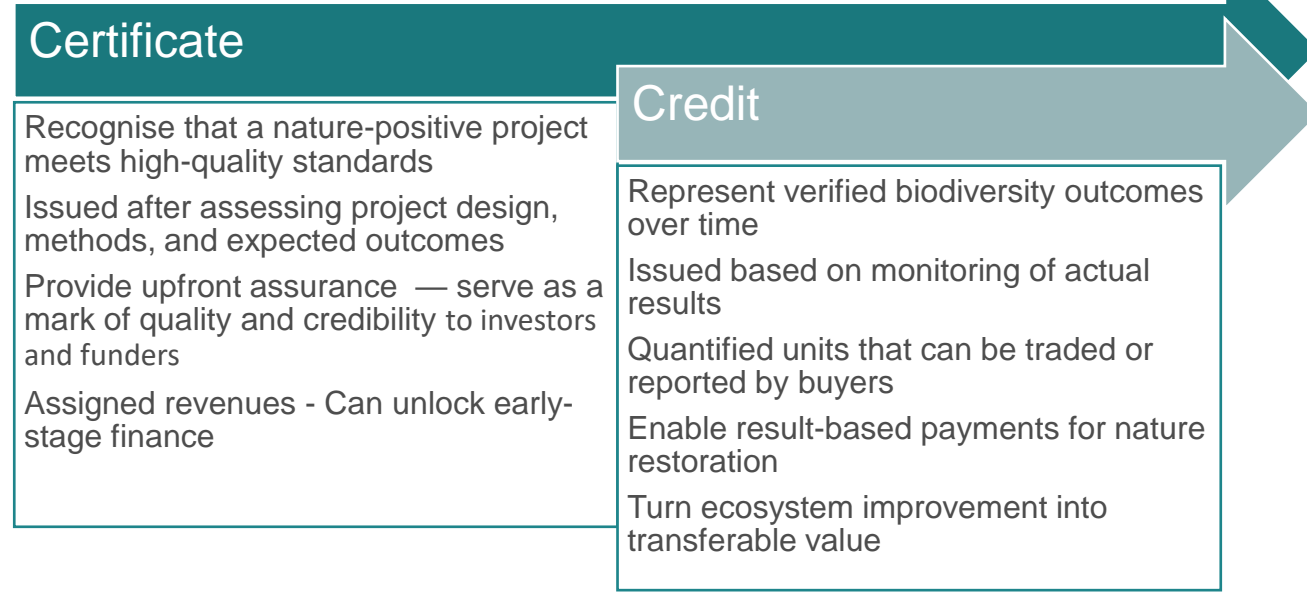 Certificate
Recognise that a nature-positive project
meets high-quality standards
Issued after assessing project design,
methods, and expected outcomes
Provide upfront assurance — serve as a
mark of quality and credibility to investors
and funders
Assigned revenues - Can unlock early-
stage finance
Credit
Represent verified biodiversity outcomes
over time
Issued based on monitoring of actual
results
Quantified units that can be traded or
reported by buyers
Enable result-based payments for nature
restoration
Turn ecosystem improvement into
transferable value